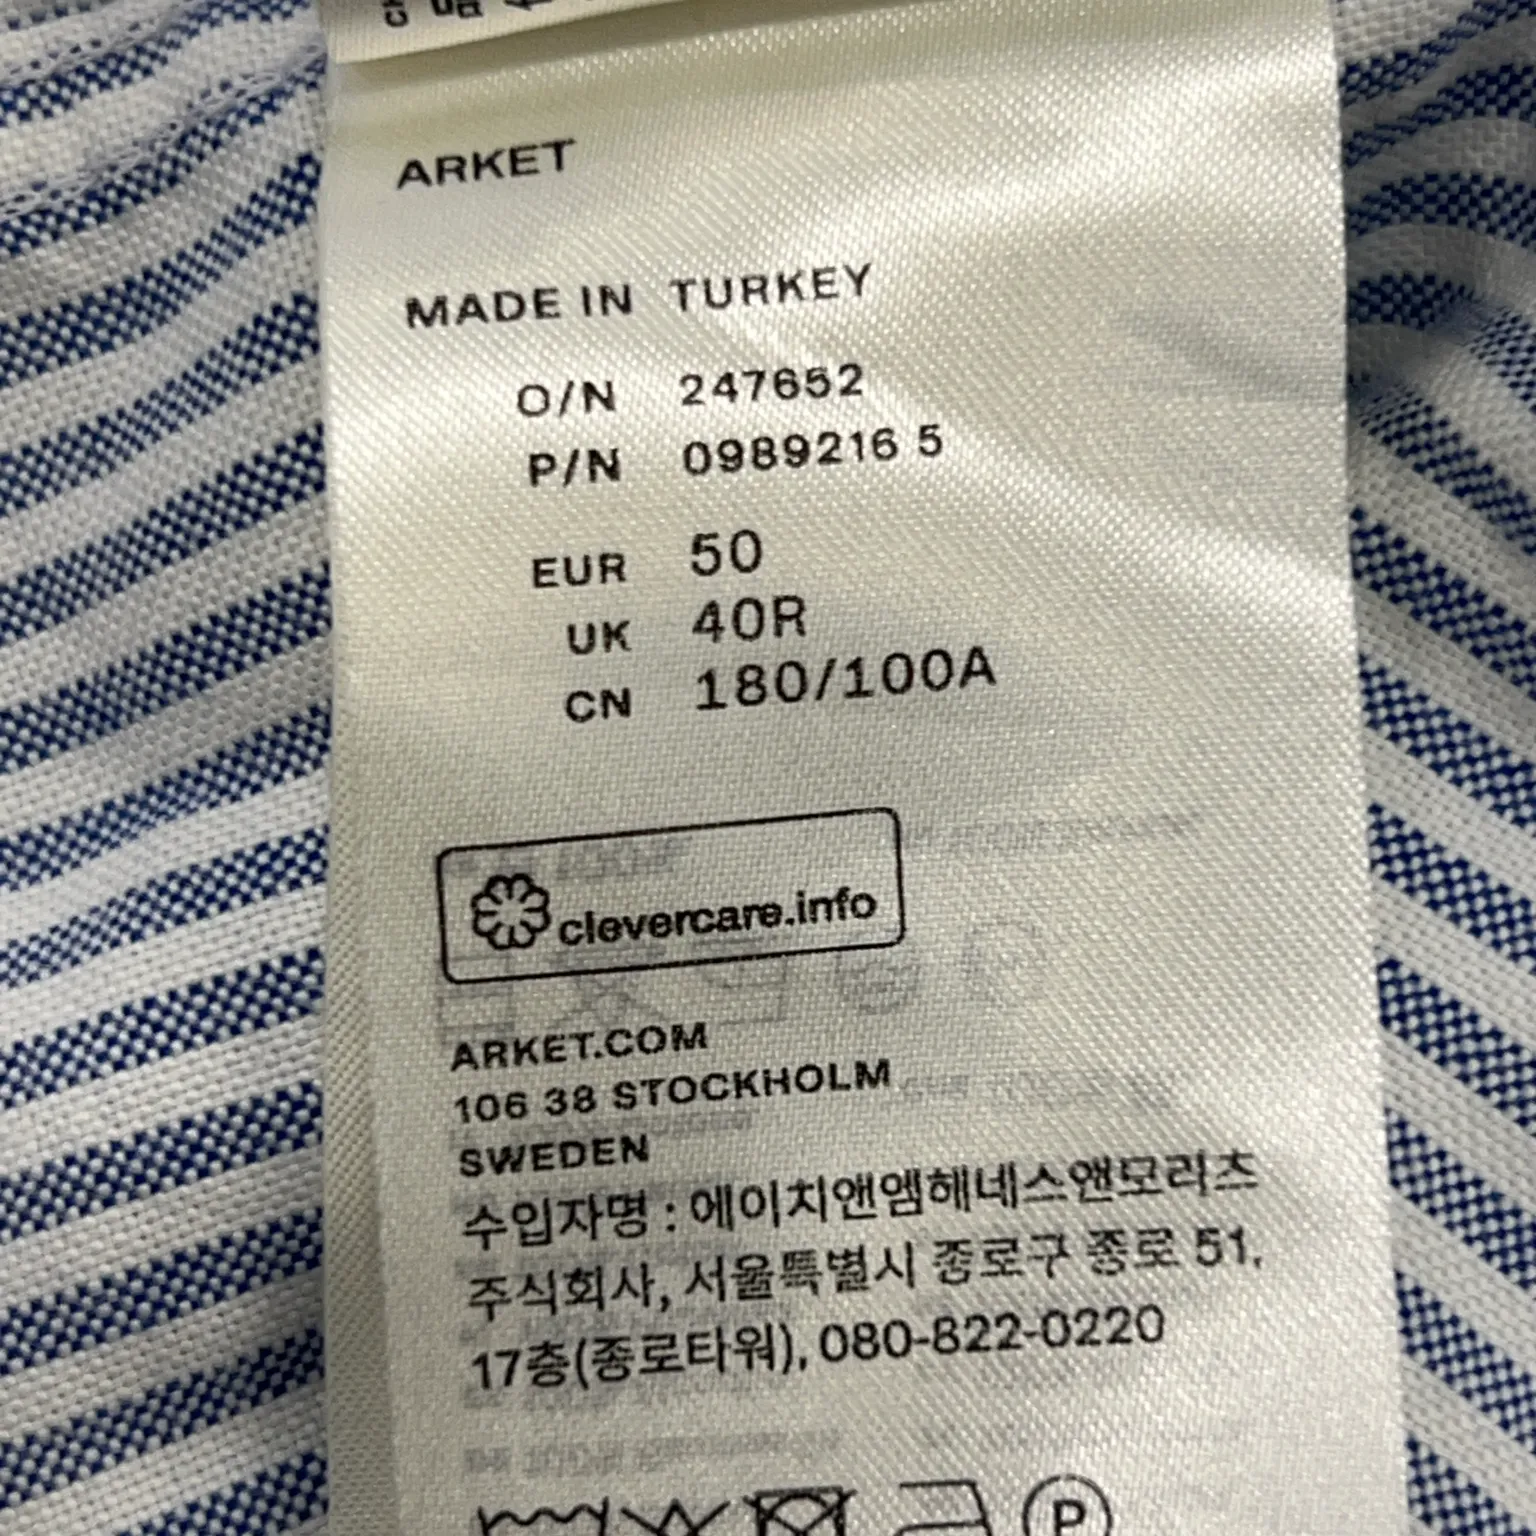 ARKET
MADE IN TURKEY
O/N 247652
P/N 0989216 5
EUR 50
UK 40R
CN 180/100A
clevercare.info
ARKET.COM
106 38 STOCKHOLM
SWEDEN
수입자명 : 에이치앤엠헤네스앤모리츠
주식회사, 서울특별시 종로구 종로 51,
17층(종로타워), 080-822-0220
P